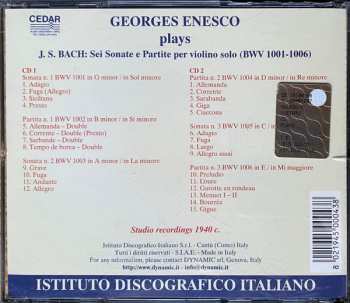 CEDAR
GEORGES ENESCO
plays
J. S. BACH: Sei Sonate e Partite per violino solo (BWV 1001-1006)
CD 1
Sonata n. 1 BWV 1001 in G minor / in Sol minore
1. Adagio
2. Fuga (Allegro)
3. Siciliana
4. Presto
Partita n. 1 BWV 1002 in B minor / in Si minore
5. Allemanda – Double
6. Corrente – Double (Presto)
7. Sarbande – Double
8. Tempo de borea – Double
Sonata n. 2 BWV 1003 in A minor / in La minore
9. Grave
10. Fuga
11. Andante
12. Allegro
CD 2
Partita n. 2 BWV 1004 in D minor / in Re minore
1. Allemanda
2. Corrente
3. Sarabanda
4. Giga
5. Ciaccona
Sonata n. 3 BWV 1005 in C /
6. Adagio
7. Fuga
8. Largo
9. Allegro assai
Partita n. 3 BWV 1006 in E / in Mi maggiore
10. Preludio
11. Loure
12. Gavotte en rondeau
13. Menuet I – II
14. Bourrée
15. Gigue
Studio recordings 1940 c.
Istituto Discografico Italiano S.r.l. - Cantù (Como) Italy
Tutti i diritti riservati - S.I.A.E. - Made in Italy
For any information, please contact DYNAMIC srl, Genova, Italy
http://www.dynamic.it - info@dynamic.it
ISTITUTO DISCOGRAFICO ITALIANO
8 021945 000438